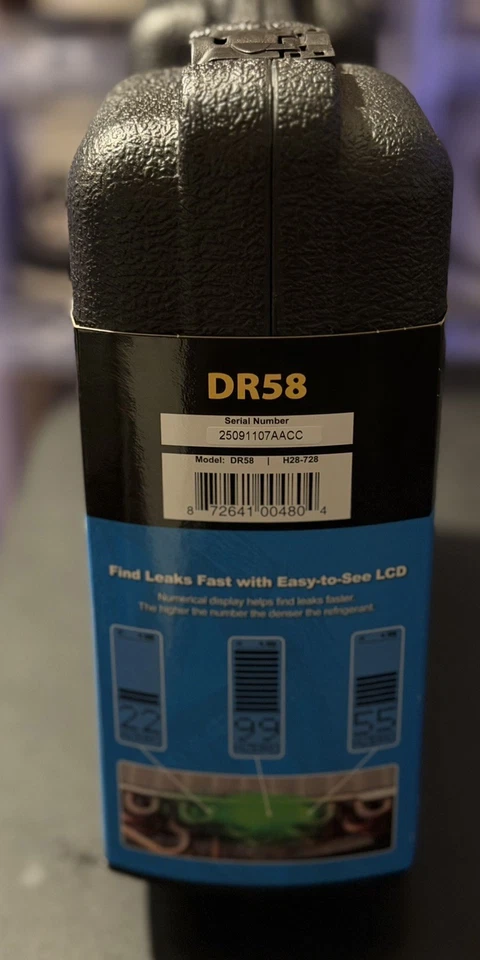 DR58
Serial Number
25091107AACC
Model: DR58 | H28-728
8 72641 00480 4
Find Leaks Fast with Easy-to-See LCD
Numerical display helps find leaks faster.
The higher the number the denser the refrigerant.
22 99 55